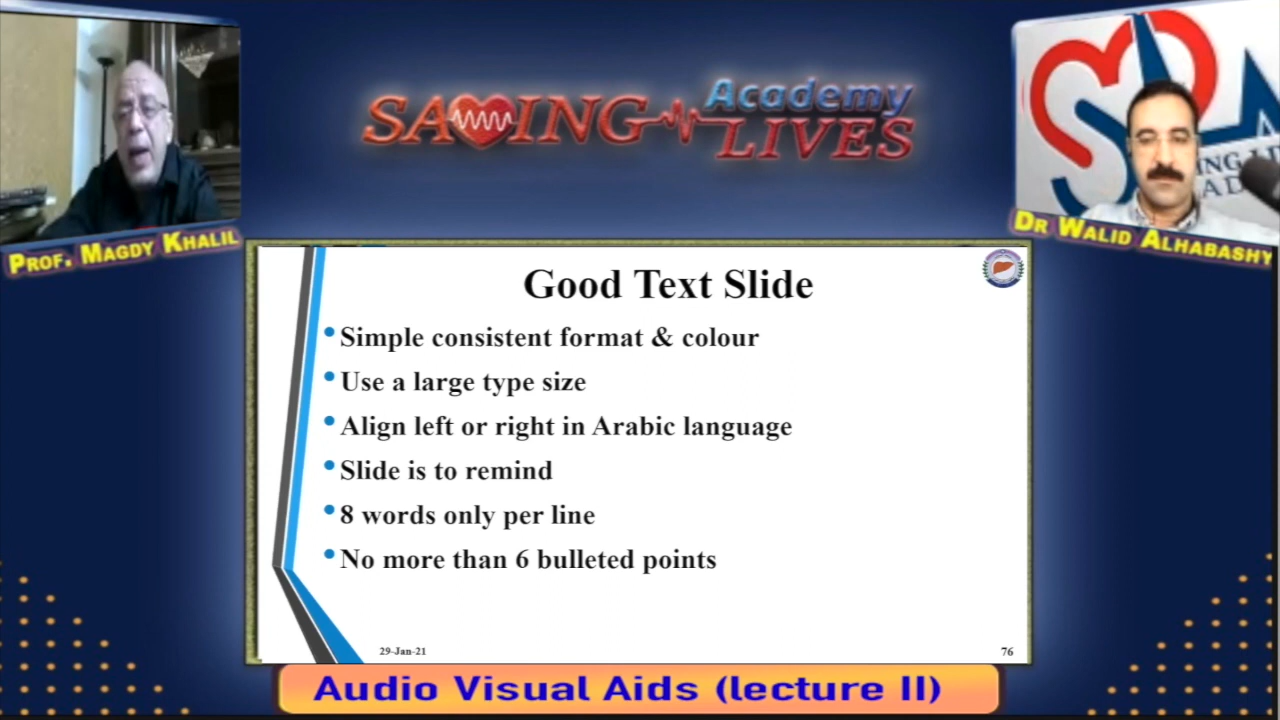 SAVING Academy LIVES
PROF. MAGDY KHALIL
DR WALID ALHABASHY
Good Text Slide
• Simple consistent format & colour
• Use a large type size
• Align left or right in Arabic language
• Slide is to remind
• 8 words only per line
• No more than 6 bulleted points
29-Jan-21
76
Audio Visual Aids (lecture II)